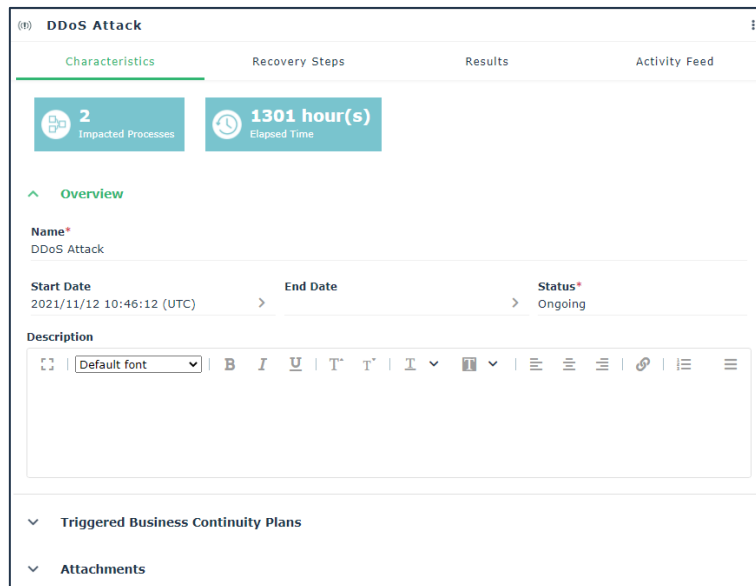 DDoS Attack
Characteristics Recovery Steps Results Activity Feed
2
Impacted Processes
1301 hour(s)
Elapsed Time
Overview
Name*
DDoS Attack
Start Date End Date Status*
2021/11/12 10:46:12 (UTC) Ongoing
Description
Default font B I U T T T T
Triggered Business Continuity Plans
Attachments